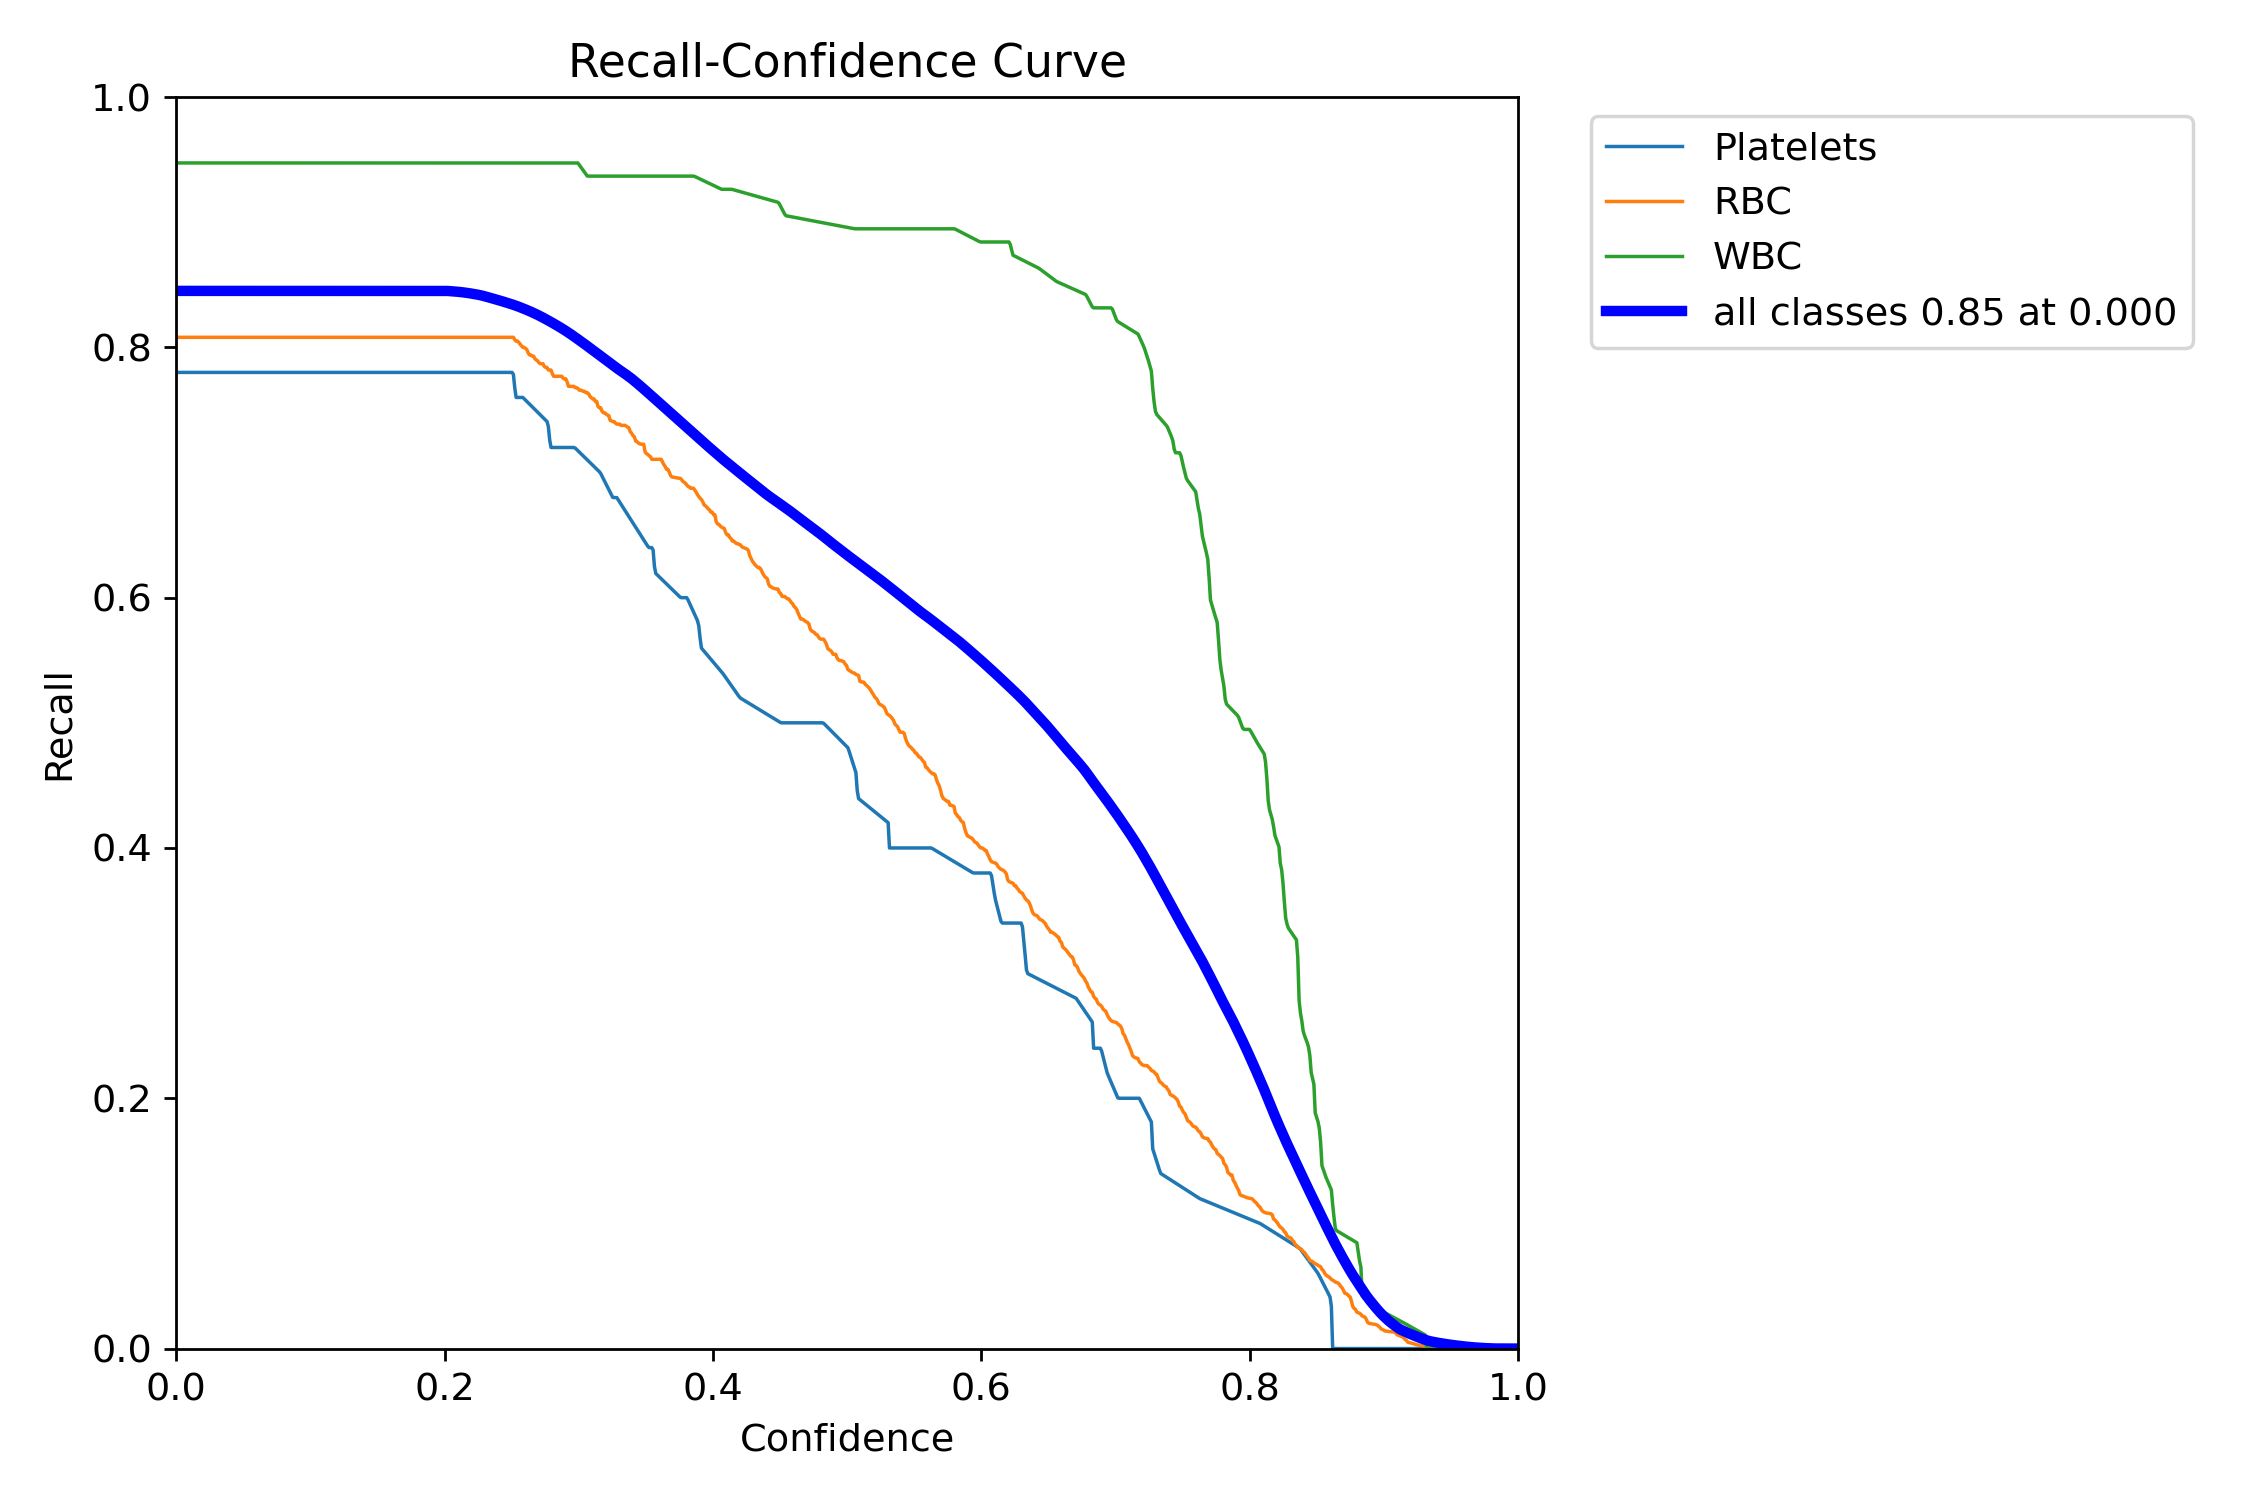 Recall-Confidence Curve
1.0
0.8
0.6
0.4
0.2
0.0
Recall
0.0 0.2 0.4 0.6 0.8 1.0
Confidence
Platelets
RBC
WBC
all classes 0.85 at 0.000